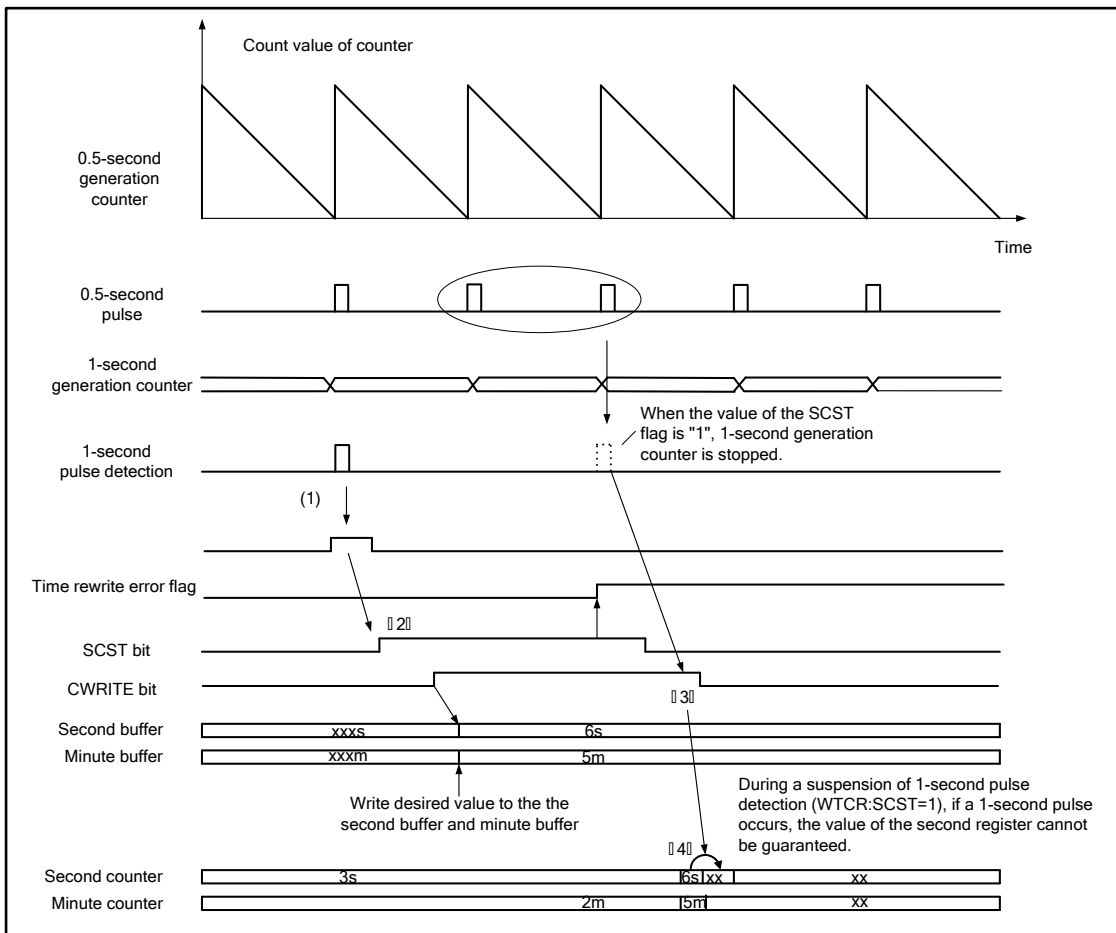 Count value of counter
0.5-second
generation
counter
Time
0.5-second
pulse
1-second
generation counter
When the value of the SCST
flag is "1", 1-second generation
counter is stopped.
1-second
pulse detection
(1)
Time rewrite error flag
▯2▯
SCST bit
CWRITE bit
▯3▯
Second buffer
xxxs
6s
Minute buffer
xxxm
5m
Write desired value to the the
second buffer and minute buffer
During a suspension of 1-second pulse
detection (WTCR:SCST=1), if a 1-second pulse
occurs, the value of the second register cannot
be guaranteed.
▯4▯
Second counter
3s
6s
xx
xx
Minute counter
2m
5m
xx